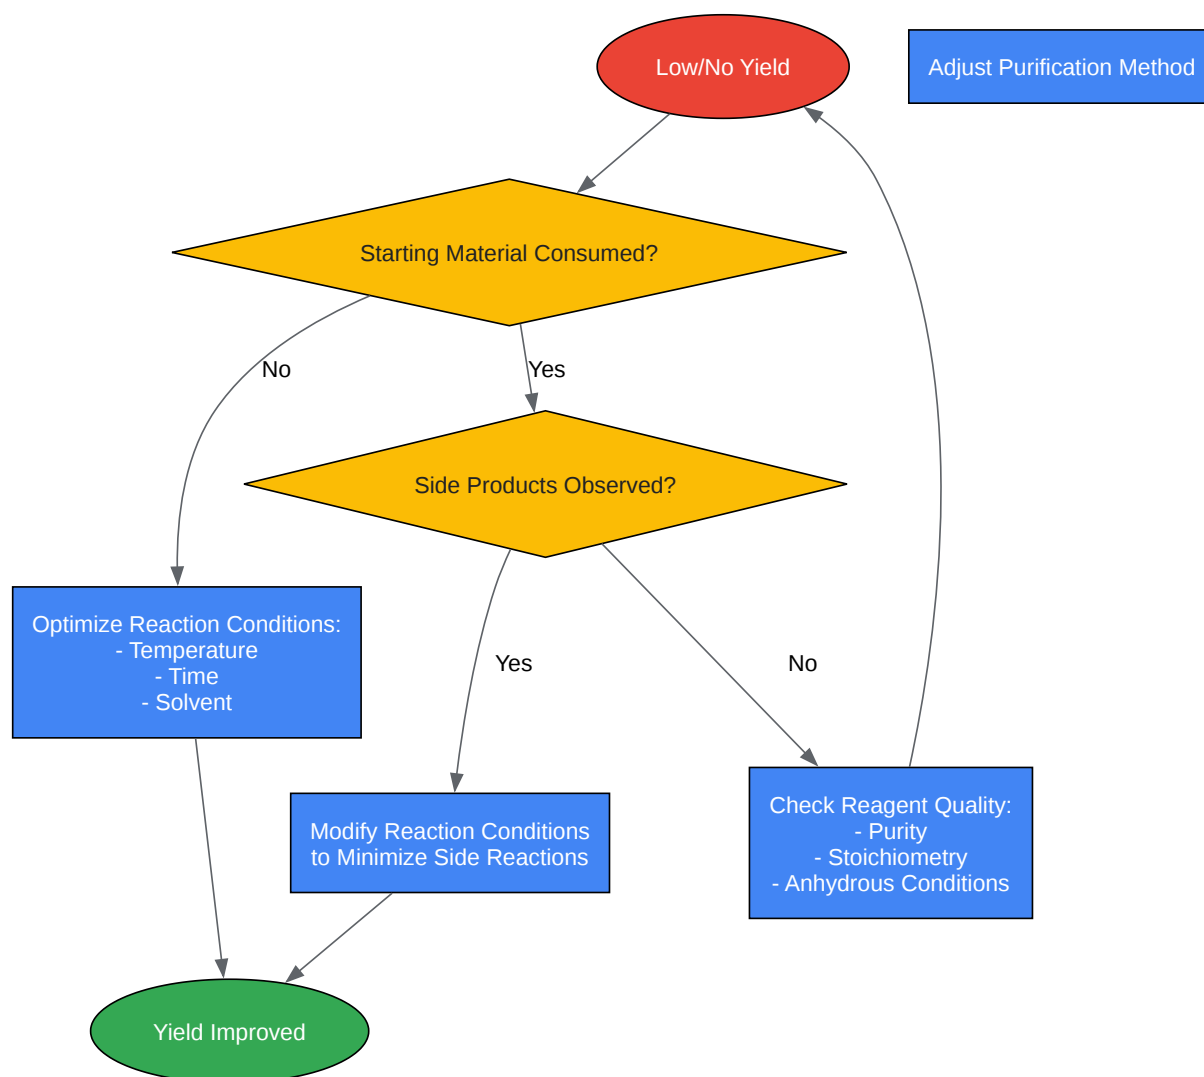 Low/No Yield
Adjust Purification Method
Starting Material Consumed?
No
Yes
Side Products Observed?
Optimize Reaction Conditions:
- Temperature
- Time
- Solvent
Yes
No
Modify Reaction Conditions
to Minimize Side Reactions
Check Reagent Quality:
- Purity
- Stoichiometry
- Anhydrous Conditions
Yield Improved